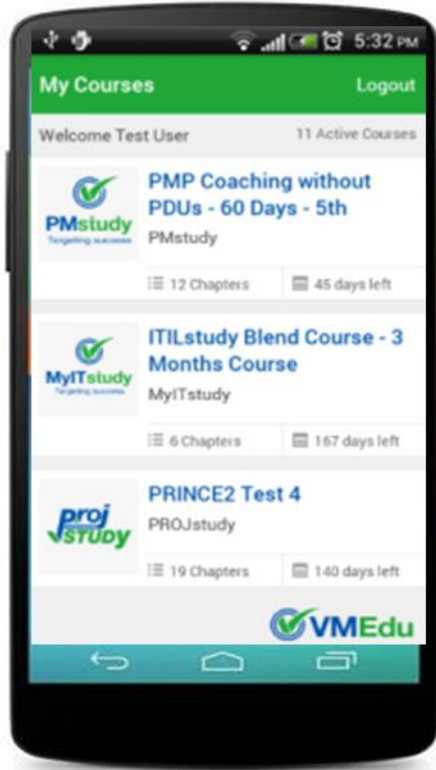 5:32 PM
My Courses Logout
Welcome Test User 11 Active Courses
PMP Coaching without
PDUs - 60 Days - 5th
PMstudy
Targeting success
PMstudy
12 Chapters 45 days left
ITILstudy Blend Course - 3
Months Course
MyITstudy
Targeting success
MyITstudy
6 Chapters 167 days left
PRINCE2 Test 4
proj
STUDY
PROJstudy
19 Chapters 140 days left
VMEdu